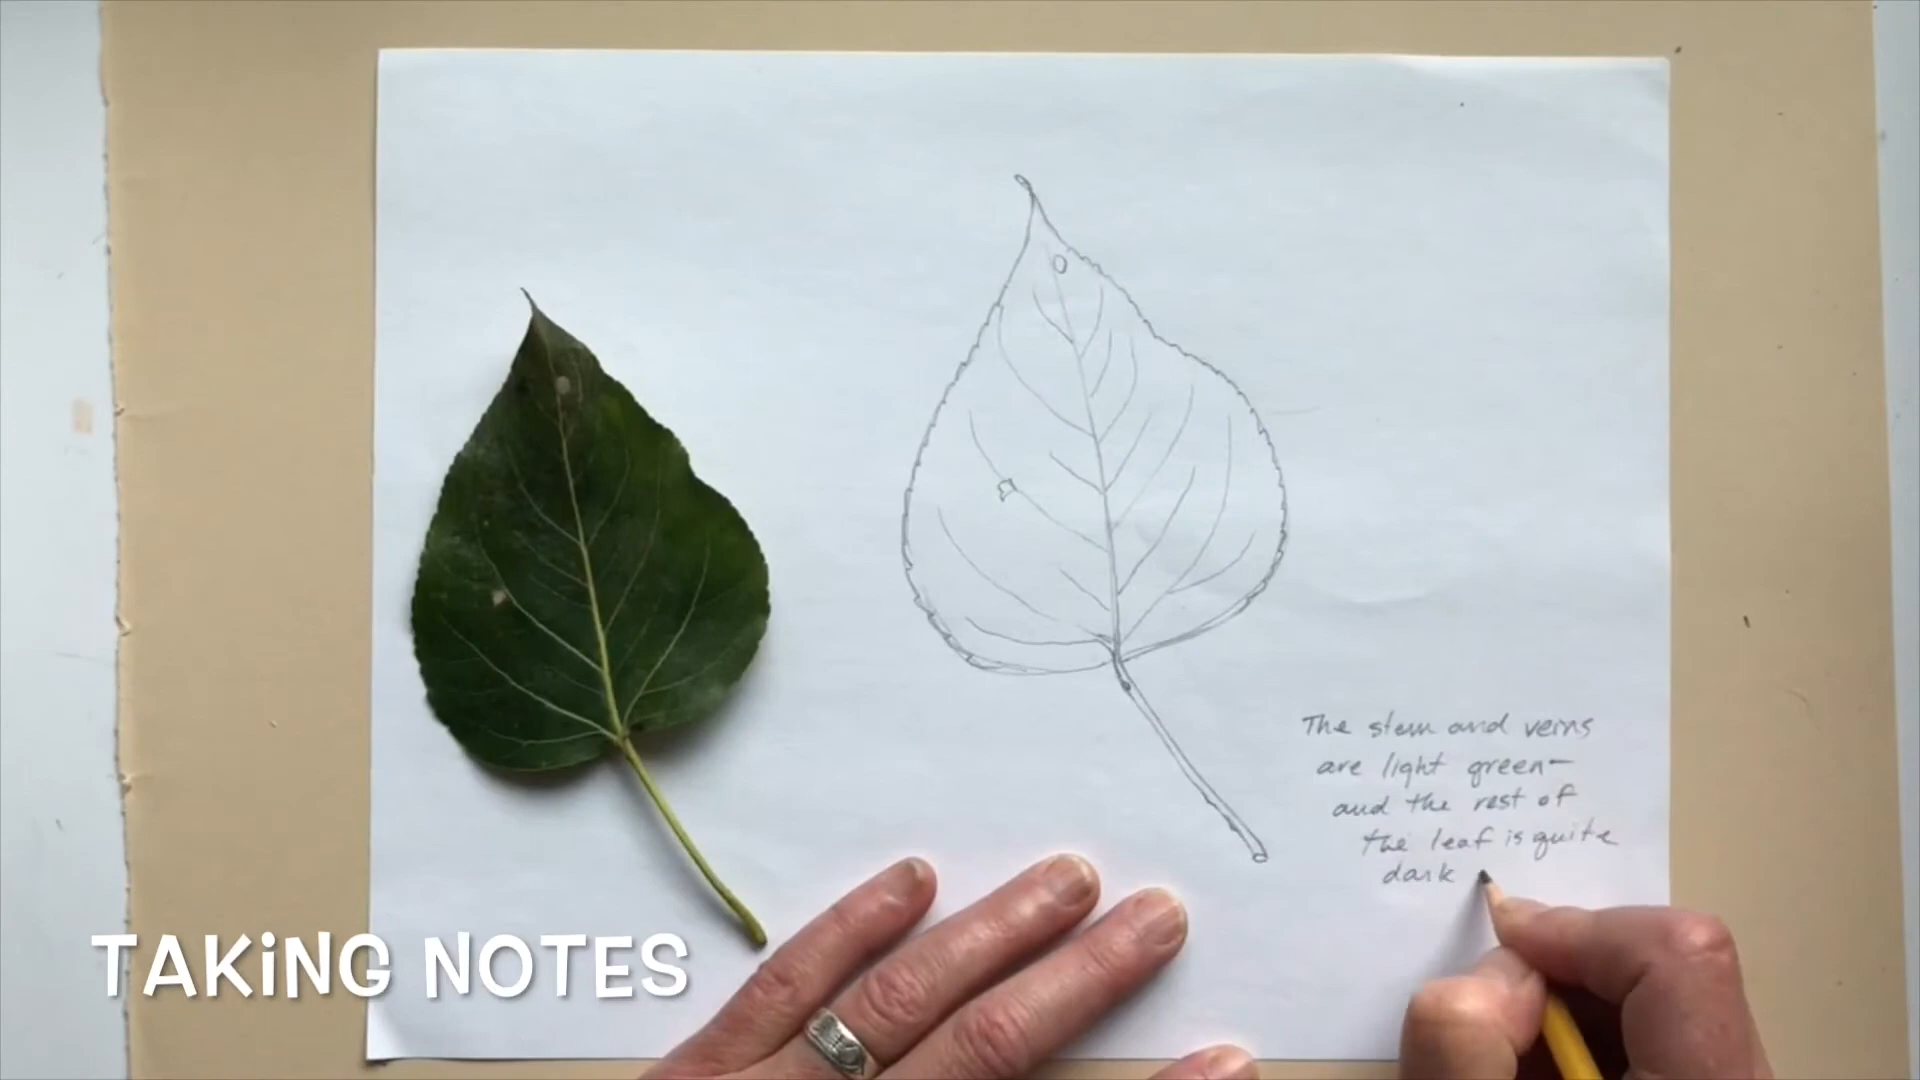 The stem and veins
are light green—
and the rest of
the leaf is quite
dark
TAKiNG NOTES